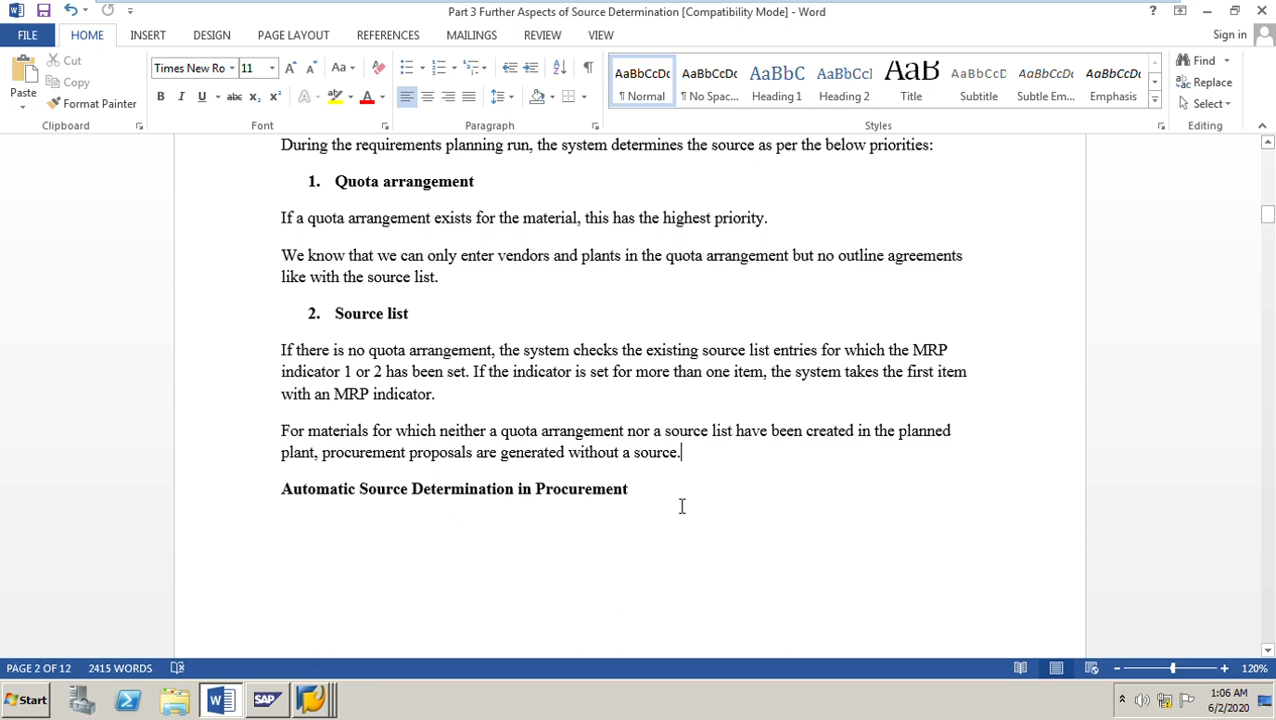 Part 3 Further Aspects of Source Determination [Compatibility Mode] - Word
FILE HOME INSERT DESIGN PAGE LAYOUT REFERENCES MAILINGS REVIEW VIEW Sign in
Cut
Copy
Format Painter
Paste
Clipboard
Times New Ro 11
Font
Paragraph
AaBbCcDc AaBbCcDc AaBbC AaBbCc AaB AaBbCcD AaBbCcDc AaBbCcDc
¶ Normal ¶ No Spac... Heading 1 Heading 2 Title Subtitle Subtle Em... Emphasis
Styles
Find
Replace
Select
Editing
During the requirements planning run, the system determines the source as per the below priorities:
1. Quota arrangement
If a quota arrangement exists for the material, this has the highest priority.
We know that we can only enter vendors and plants in the quota arrangement but no outline agreements
like with the source list.
2. Source list
If there is no quota arrangement, the system checks the existing source list entries for which the MRP
indicator 1 or 2 has been set. If the indicator is set for more than one item, the system takes the first item
with an MRP indicator.
For materials for which neither a quota arrangement nor a source list have been created in the planned
plant, procurement proposals are generated without a source.
Automatic Source Determination in Procurement
PAGE 2 OF 12 2415 WORDS 120%
Start SAP 1:06 AM
6/2/2020